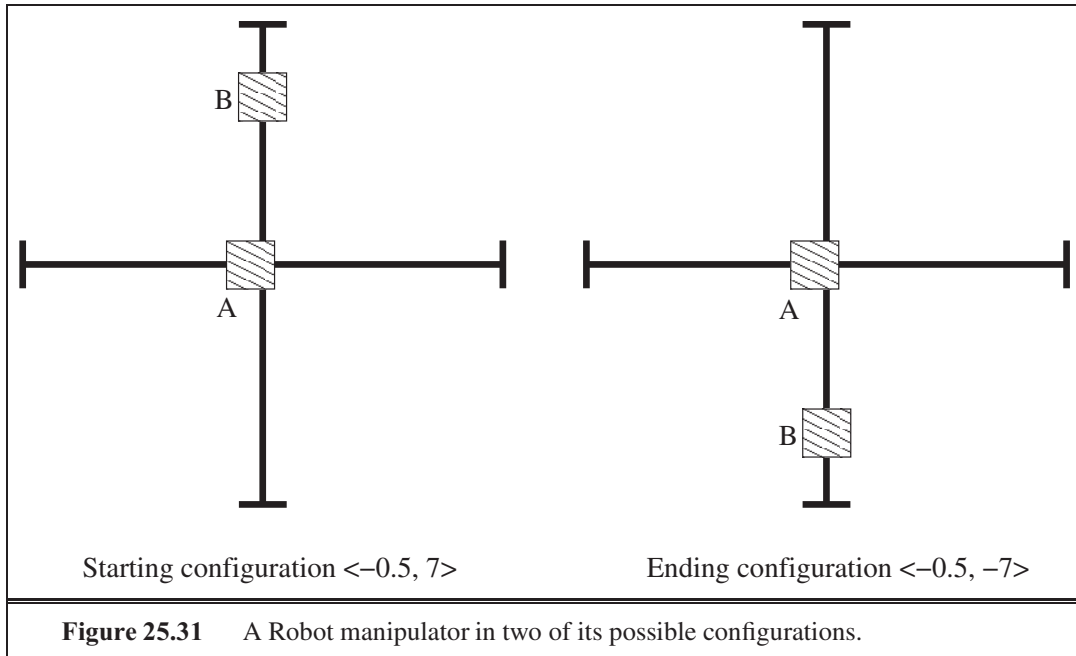 B
A
Starting configuration <−0.5, 7>
A
B
Ending configuration <−0.5, −7>
Figure 25.31 A Robot manipulator in two of its possible configurations.